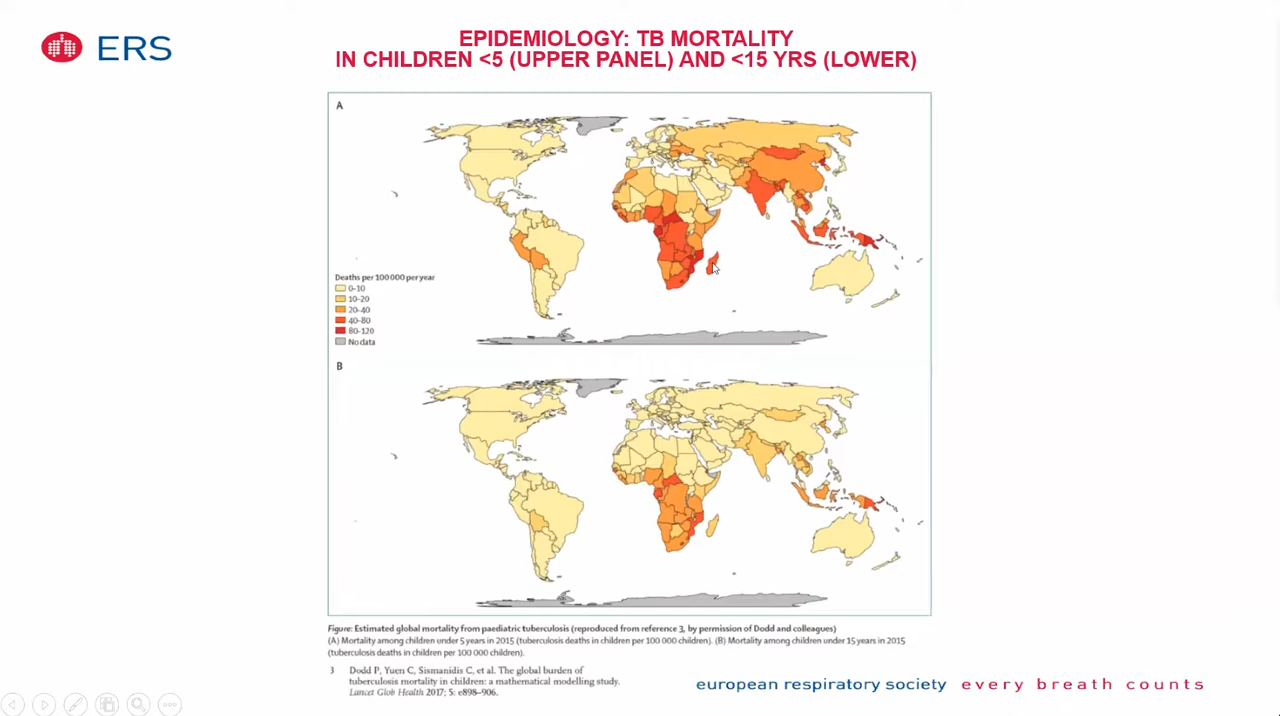 ERS
EPIDEMIOLOGY: TB MORTALITY
IN CHILDREN <5 (UPPER PANEL) AND <15 YRS (LOWER)
A
Deaths per 100 000 per year
0–10
10–20
20–40
40–80
80–120
No data
B
Figure: Estimated global mortality from paediatric tuberculosis (reproduced from reference 3, by permission of Dodd and colleagues)
(A) Mortality among children under 5 years in 2015 (tuberculosis deaths in children per 100 000 children). (B) Mortality among children under 15 years in 2015
(tuberculosis deaths in children per 100 000 children).
3 Dodd P, Yuen C, Sismanidis C, et al. The global burden of
tuberculosis mortality in children: a mathematical modelling study.
Lancet Glob Health 2017; 5: e898–906.
european respiratory society every breath counts